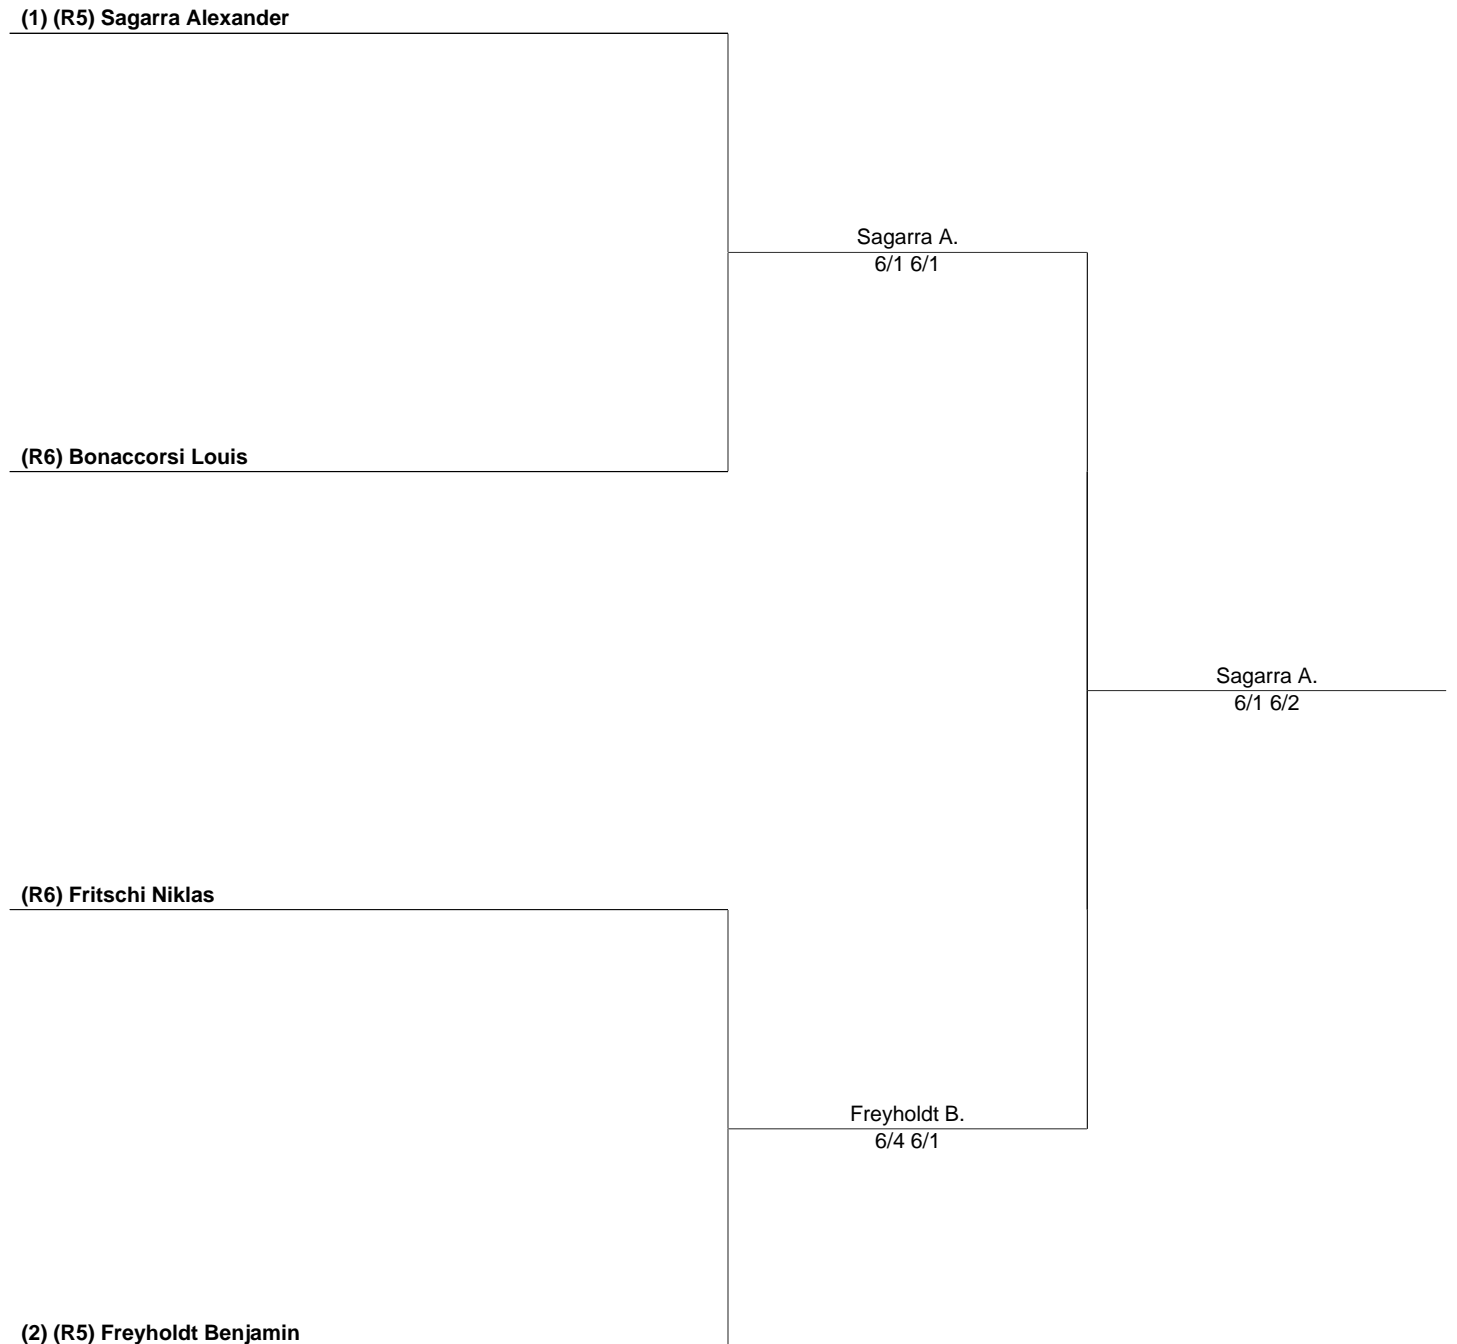 (1) (R5) Sagarra Alexander
Sagarra A.
6/1 6/1
(R6) Bonaccorsi Louis
Sagarra A.
6/1 6/2
(R6) Fritschi Niklas
Freyholdt B.
6/4 6/1
(2) (R5) Freyholdt Benjamin